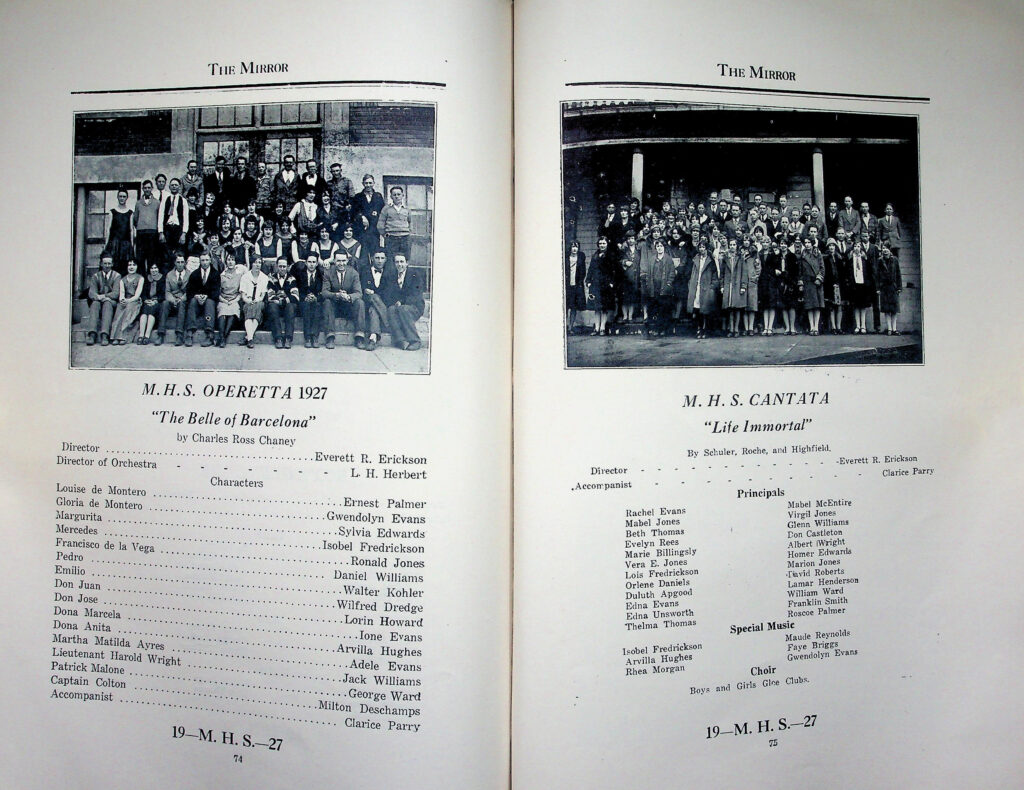 THE MIRROR
M. H. S. OPERETTA 1927
"The Belle of Barcelona"
by Charles Ross Chaney
Director ........ Everett R. Erickson
Director of Orchestra - - - - - - L. H. Herbert
Characters
Louise de Montero ........ Ernest Palmer
Gloria de Montero ........ Gwendolyn Evans
Margurita ........ Sylvia Edwards
Mercedes ........ Isobel Fredrickson
Francisco de la Vega ........ Ronald Jones
Pedro ........ Daniel Williams
Emilio ........ Walter Kohler
Don Juan ........ Wilfred Dredge
Don Jose ........ Lorin Howard
Dona Marcela ........ Ione Evans
Dona Anita ........ Arvilla Hughes
Martha Matilda Ayres ........ Adele Evans
Lieutenant Harold Wright ........ Jack Williams
Patrick Malone ........ George Ward
Captain Colton ........ Milton Deschamps
Accompanist ........ Clarice Parry
19—M. H. S.—27
74
THE MIRROR
M. H. S. CANTATA
"Life Immortal"
By Schuler, Roche, and Highfield.
Director - - - - - - - - - Everett R. Erickson
Accompanist - - - - - - - - - Clarice Parry
Principals
Rachel Evans Mabel McEntire
Mabel Jones Virgil Jones
Beth Thomas Glenn Williams
Evelyn Rees Don Castleton
Marie Billingsly Albert Wright
Vera E. Jones Homer Edwards
Lois Fredrickson Marion Jones
Orlene Daniels David Roberts
Duluth Apgood Lamar Henderson
Edna Evans William Ward
Edna Unsworth Franklin Smith
Thelma Thomas Roscoe Palmer
Special Music
Isobel Fredrickson Maude Reynolds
Arvilla Hughes Faye Briggs
Rhea Morgan Gwendolyn Evans
Choir
Boys and Girls Glee Clubs.
19—M. H. S.—27
75